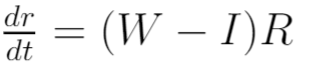 dr/dt = (W − I)R